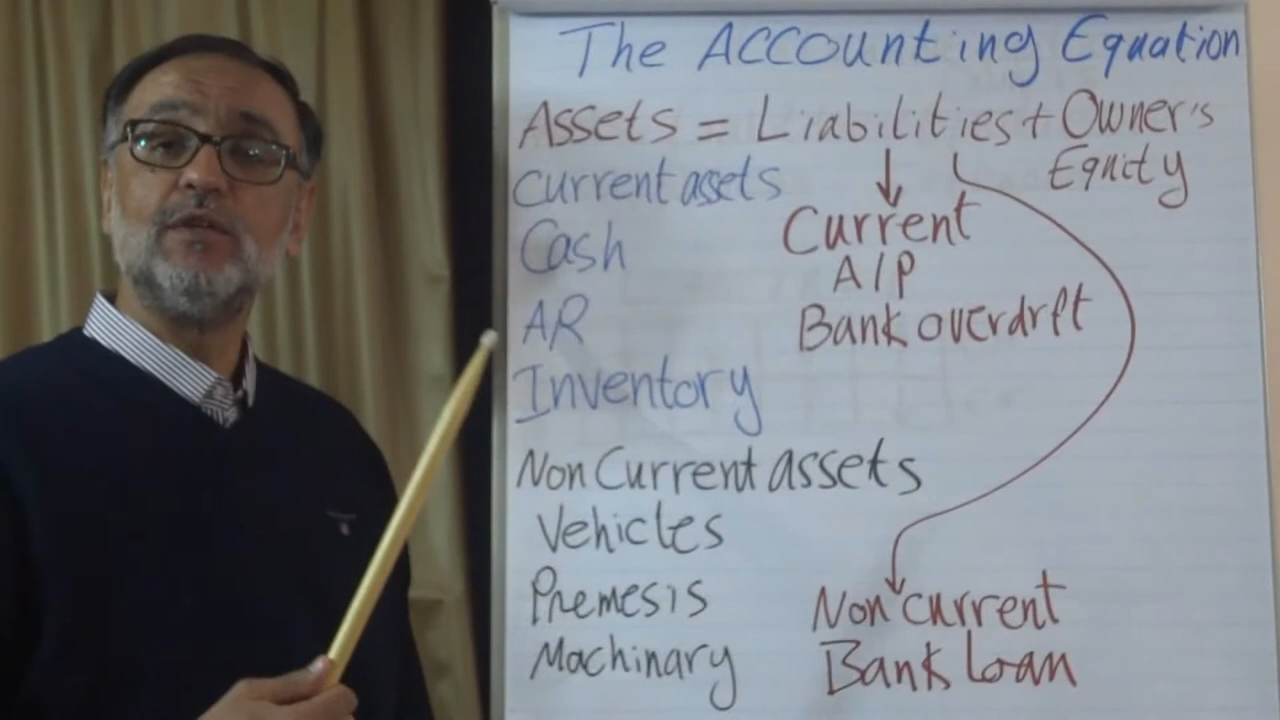 The Accounting Equation
Assets = Liabilities + Owner's
Equity
Current assets
Cash
AR
Inventory
Non Current assets
Vehicles
Premesis
Machinary
Current
A/P
Bank overdrft
Non current
Bank loan